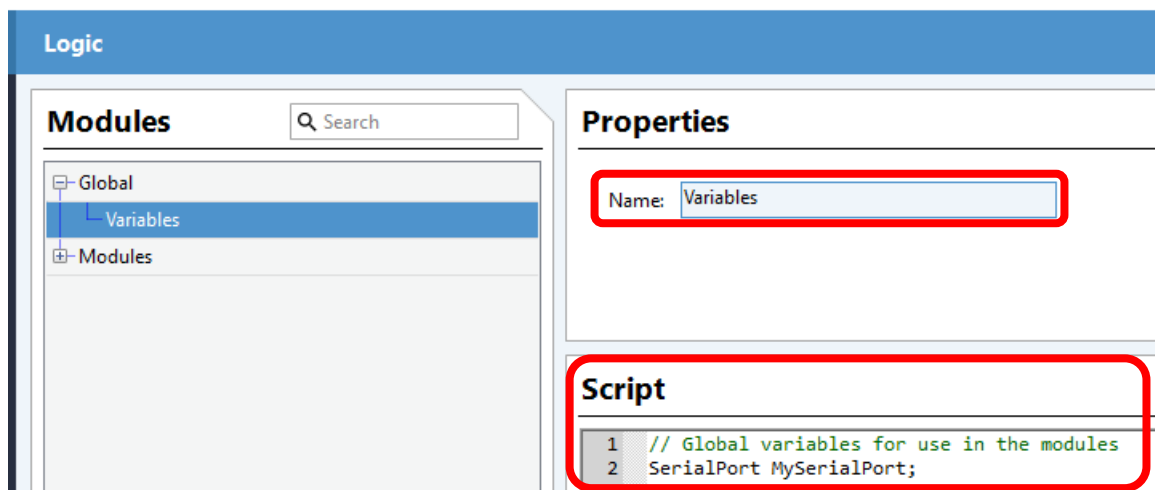 Logic
Modules
Search
Global
Variables
Modules
Properties
Name: Variables
Script
1 // Global variables for use in the modules
2 SerialPort MySerialPort;